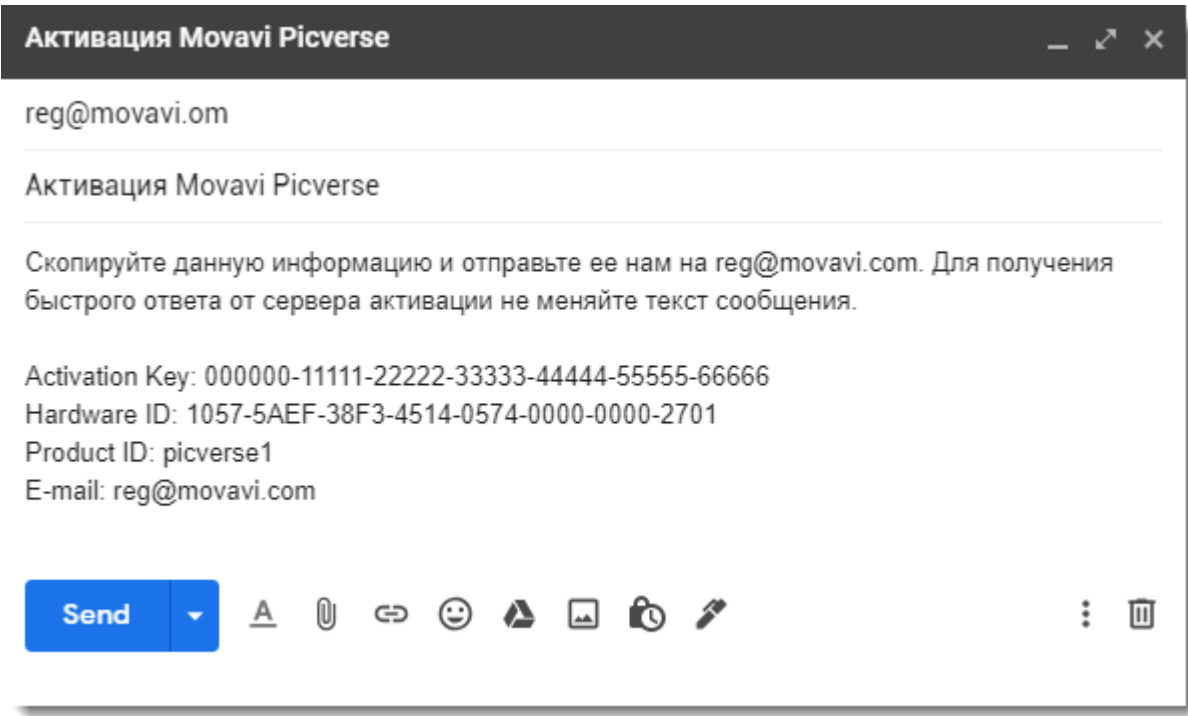 Активация Movavi Picverse
reg@movavi.om
Активация Movavi Picverse
Скопируйте данную информацию и отправьте ее нам на reg@movavi.com. Для получения
быстрого ответа от сервера активации не меняйте текст сообщения.
Activation Key: 000000-11111-22222-33333-44444-55555-66666
Hardware ID: 1057-5AEF-38F3-4514-0574-0000-0000-2701
Product ID: picverse1
E-mail: reg@movavi.com
Send